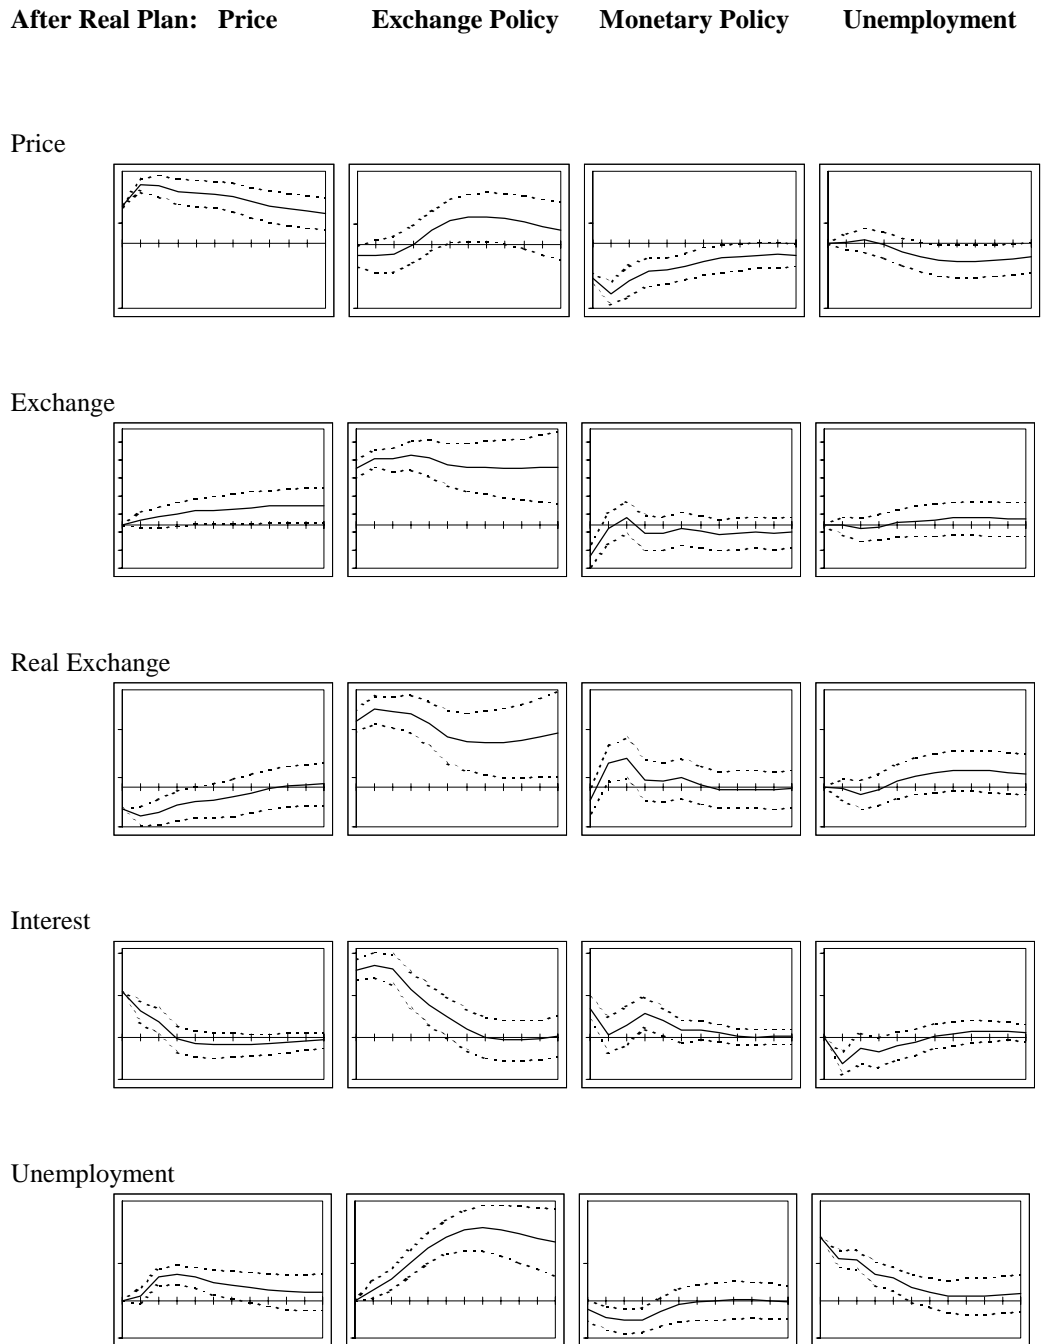 After Real Plan: Price Exchange Policy Monetary Policy Unemployment
Price
Exchange
Real Exchange
Interest
Unemployment